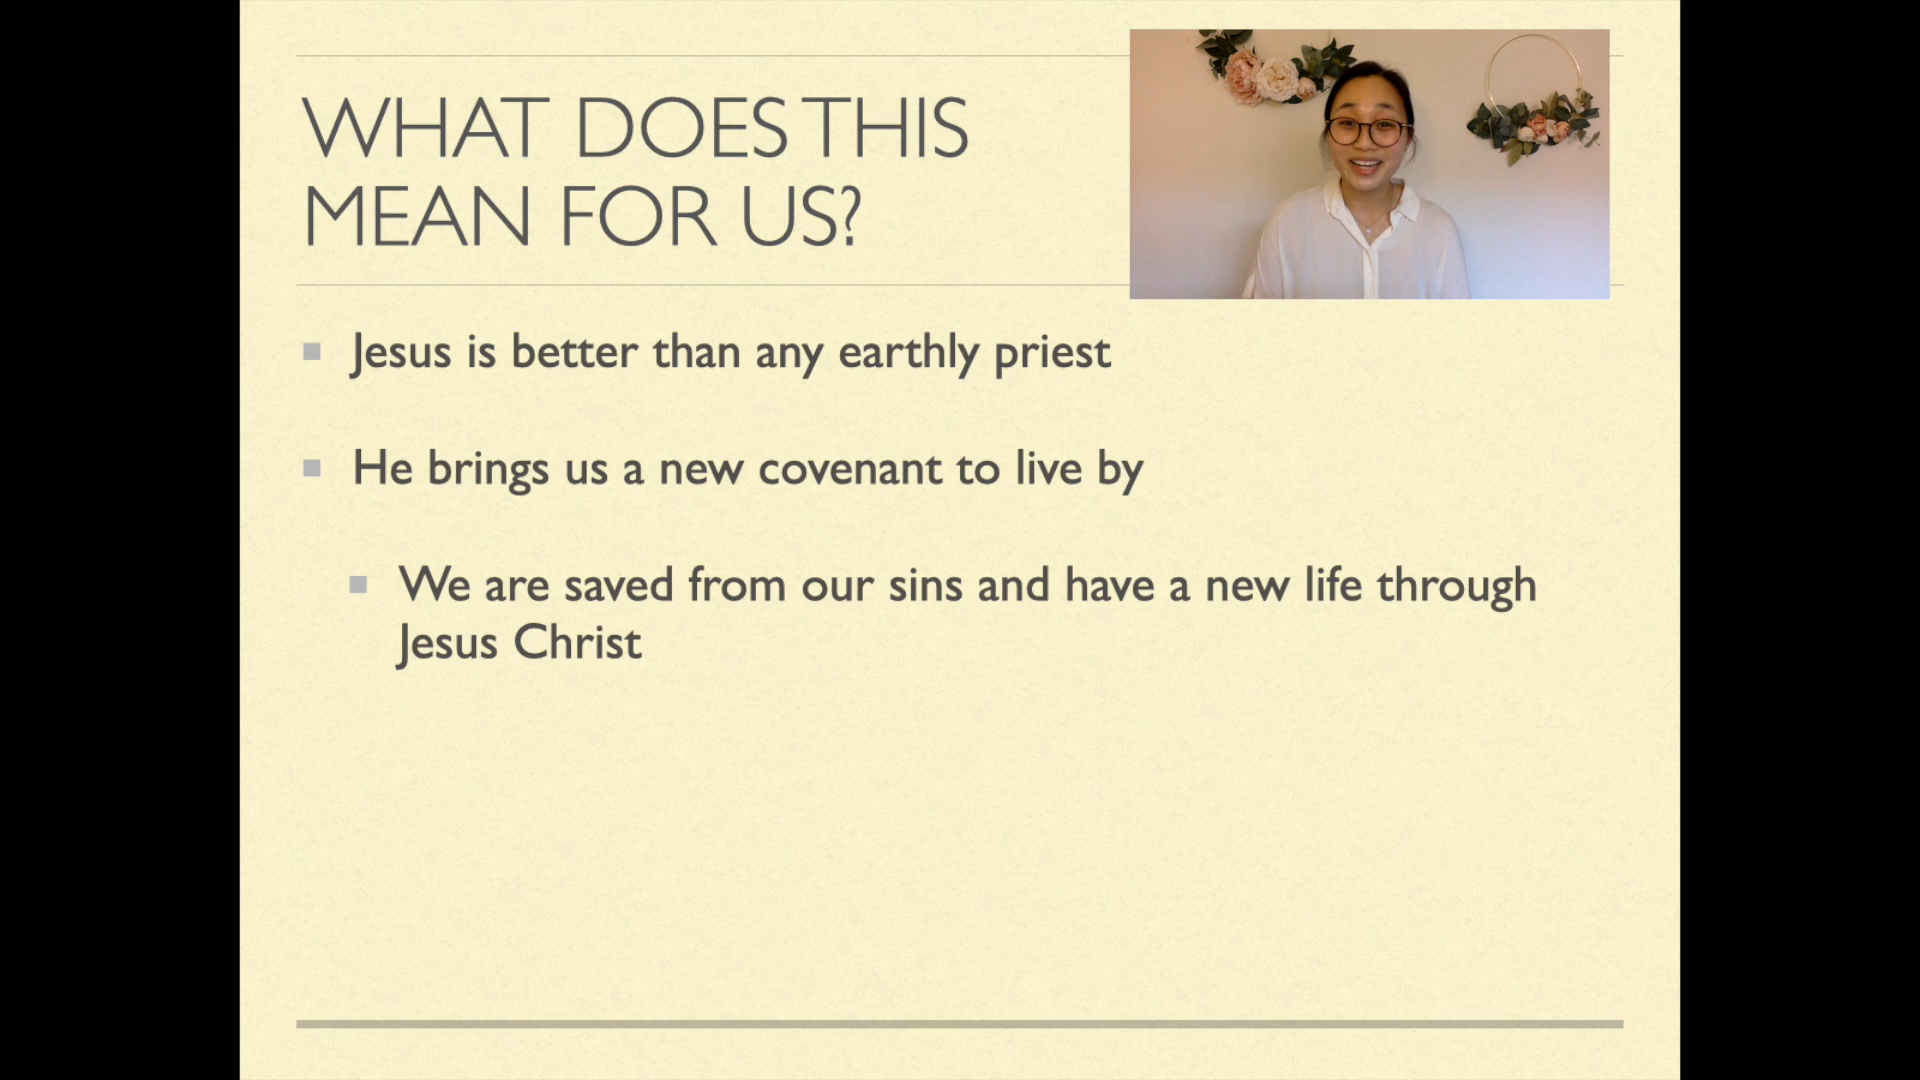 WHAT DOES THIS
MEAN FOR US?
Jesus is better than any earthly priest
He brings us a new covenant to live by
We are saved from our sins and have a new life through
Jesus Christ